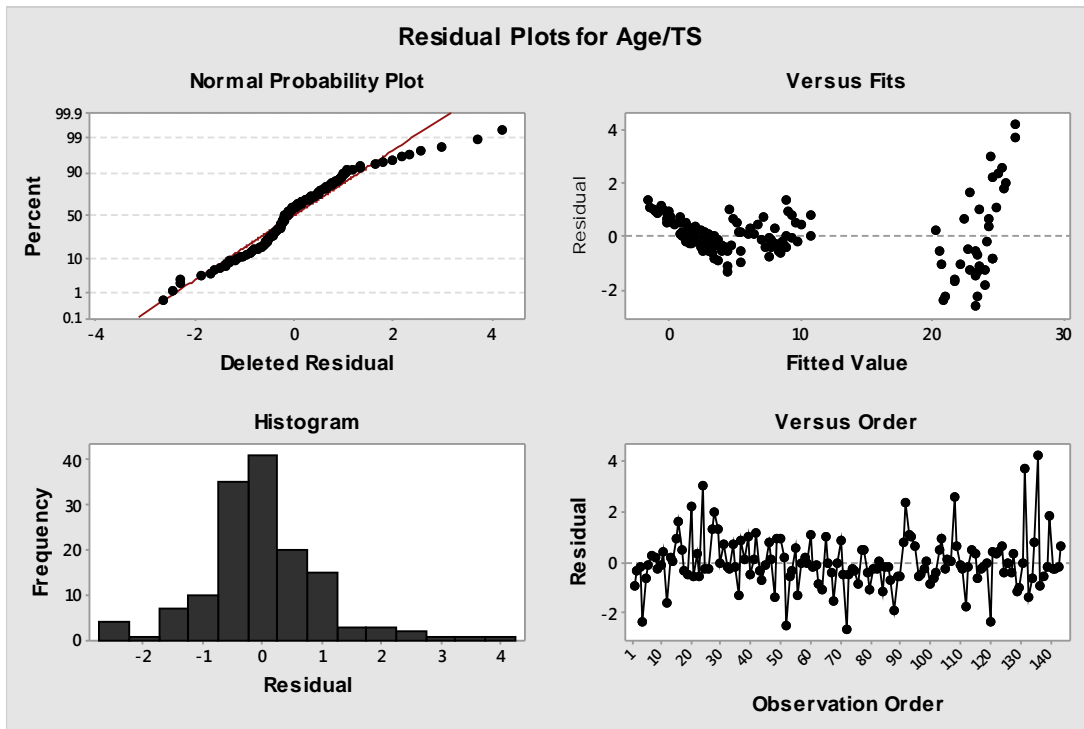 Residual Plots for Age/TS
Normal Probability Plot
99.9
99
90
50
10
1
0.1
Percent
-4 -2 0 2 4
Deleted Residual
Versus Fits
4
2
0
-2
Residual
0 10 20 30
Fitted Value
Histogram
40
30
20
10
0
Frequency
-2 -1 0 1 2 3 4
Residual
Versus Order
4
2
0
-2
Residual
1 10 20 30 40 50 60 70 80 90 100 110 120 130 140
Observation Order